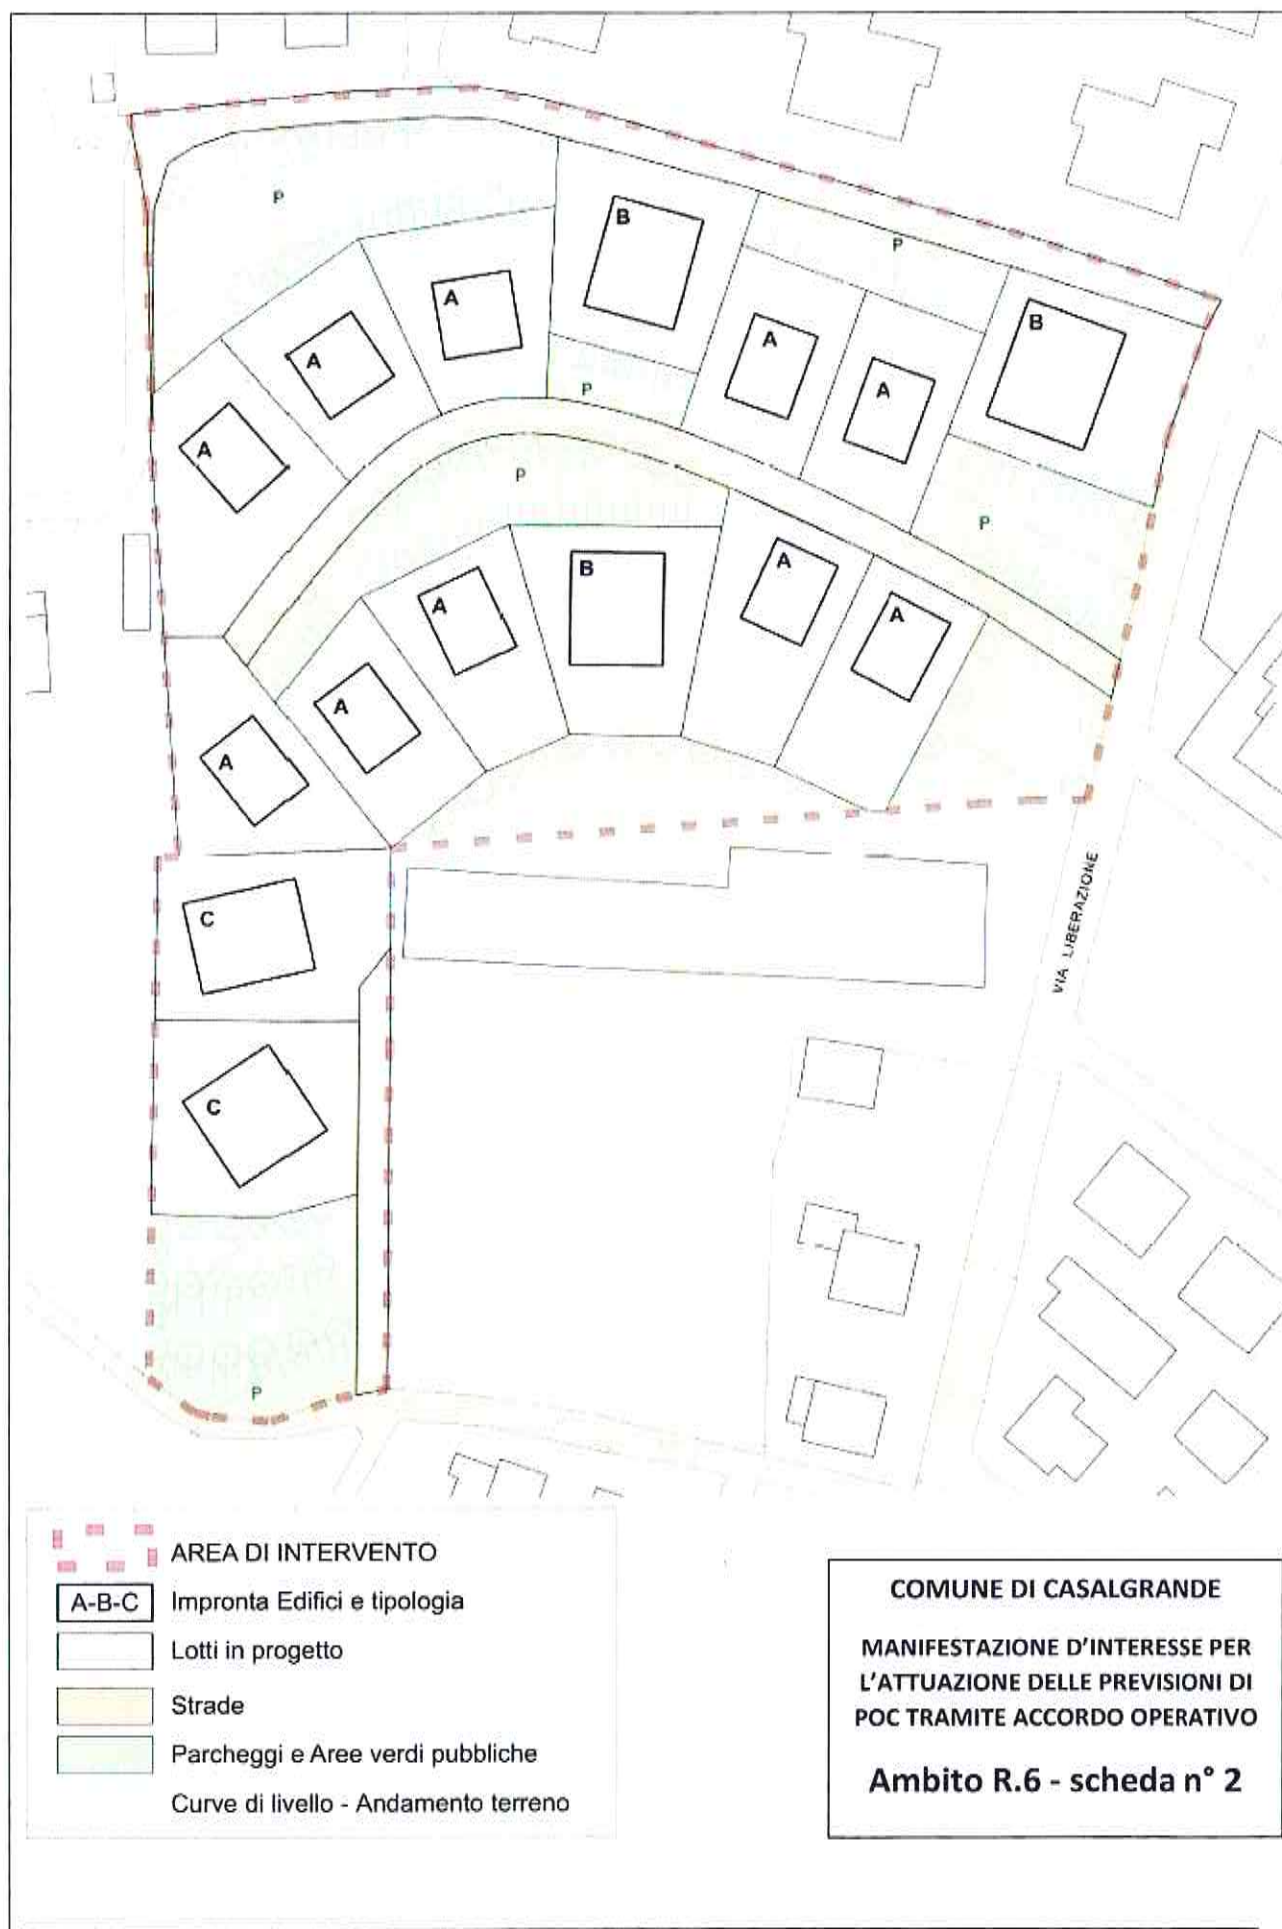 P
B
P
A
B
A
A
A
A
P
A
P
P
B
A
A
A
A
A
C
VIA LIBERAZIONE
C
P
AREA DI INTERVENTO
A-B-C
Impronta Edifici e tipologia
Lotti in progetto
Strade
Parcheggi e Aree verdi pubbliche
Curve di livello - Andamento terreno
COMUNE DI CASALGRANDE
MANIFESTAZIONE D'INTERESSE PER
L'ATTUAZIONE DELLE PREVISIONI DI
POC TRAMITE ACCORDO OPERATIVO
Ambito R.6 - scheda n° 2